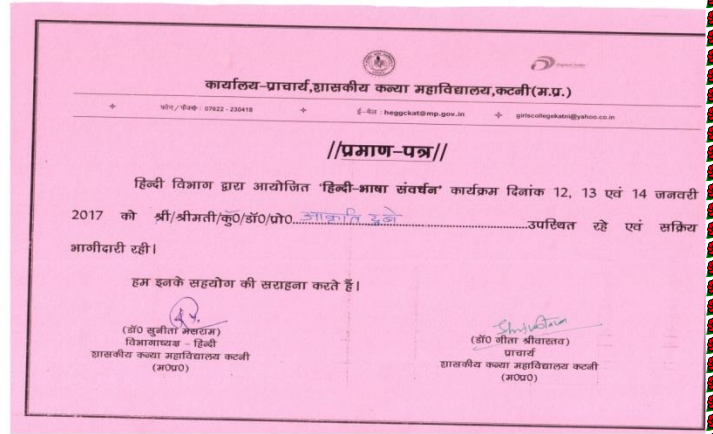 कार्यालय-प्राचार्य,शासकीय कन्या महाविद्यालय,कटनी(म.प्र.)
फोन/फैक्स : 07622 - 230418 ई-मेल : heggckat@mp.gov.in girlscollegekatni@yahoo.co.in
//प्रमाण-पत्र//
हिन्दी विभाग द्वारा आयोजित 'हिन्दी-भाषा संवर्धन' कार्यक्रम दिनांक 12, 13 एवं 14 जनवरी
2017 को श्री/श्रीमती/कु0/डॉ0/प्रो0 आकृति दुबे उपस्थित रहे एवं सक्रिय
भागीदारी रही।
हम इनके सहयोग की सराहना करते हैं।
(डॉ0 सुनीता मेसराम)
विभागाध्यक्ष - हिन्दी
शासकीय कन्या महाविद्यालय कटनी
(म0प्र0)
Shrivastava
(डॉ0 गीता श्रीवास्तव)
प्राचार्य
शासकीय कन्या महाविद्यालय कटनी
(म0प्र0)